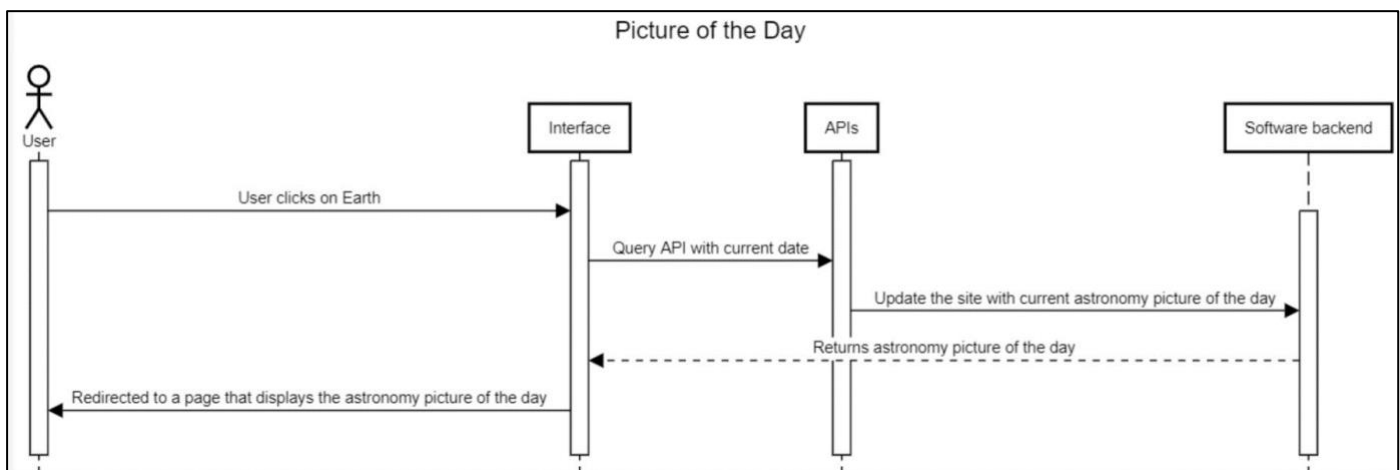 Picture of the Day
User
Interface
APIs
Software backend
User clicks on Earth
Query API with current date
Update the site with current astronomy picture of the day
Returns astronomy picture of the day
Redirected to a page that displays the astronomy picture of the day